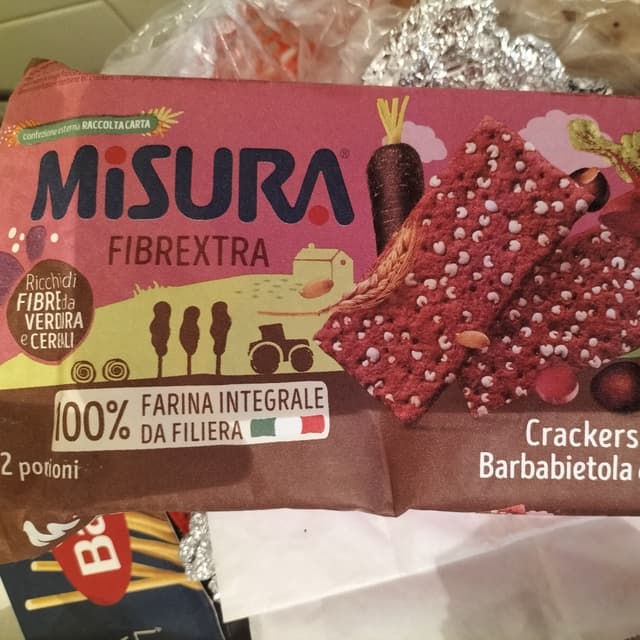 confezione esterna RACCOLTA CARTA
MiSURA®
FIBREXTRA
Ricchi di
FIBRE da
VERDURA
e CEREALI
100% FARINA INTEGRALE
DA FILIERA
2 porzioni
Crackers
Barbabietola
Ba